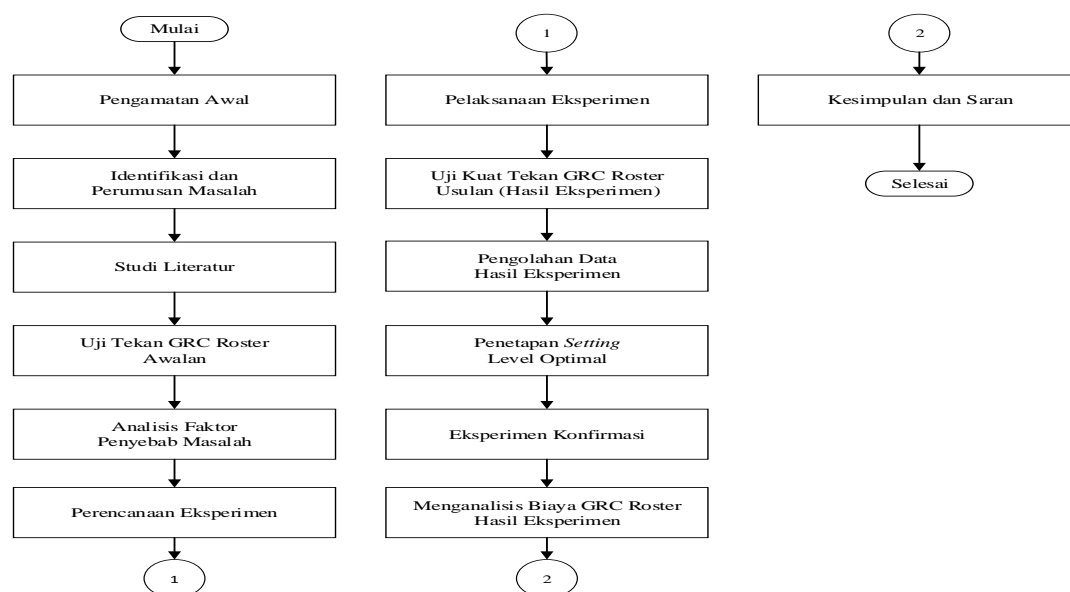 Mulai
Pengamatan Awal
Identifikasi dan
Perumusan Masalah
Studi Literatur
Uji Tekan GRC Roster
Awalan
Analisis Faktor
Penyebab Masalah
Perencanaan Eksperimen
1
1
Pelaksanaan Eksperimen
Uji Kuat Tekan GRC Roster
Usulan (Hasil Eksperimen)
Pengolahan Data
Hasil Eksperimen
Penetapan Setting
Level Optimal
Eksperimen Konfirmasi
Menganalisis Biaya GRC Roster
Hasil Eksperimen
2
2
Kesimpulan dan Saran
Selesai